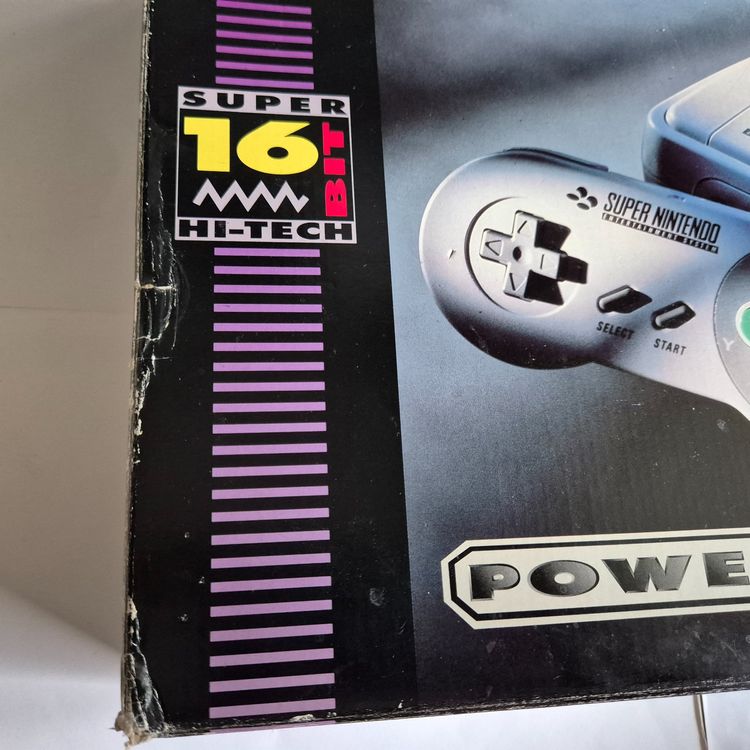 SUPER
16
BIT
HI-TECH
SUPER NINTENDO
ENTERTAINMENT SYSTEM
SELECT
START
Y
POWE